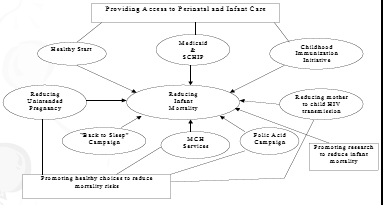 Providing Access to Perinatal and Infant Care
Healthy Start
Medicaid
&
SCHIP
Childhood
Immunization
Initiative
Reducing
Unintended
Pregnancy
Reducing
Infant
Mortality
Reducing mother
to child HIV
transmission
"Back to Sleep"
Campaign
MCH
Services
Folic Acid
Campaign
Promoting research
to reduce infant
mortality
Promoting healthy choices to reduce
mortality risks